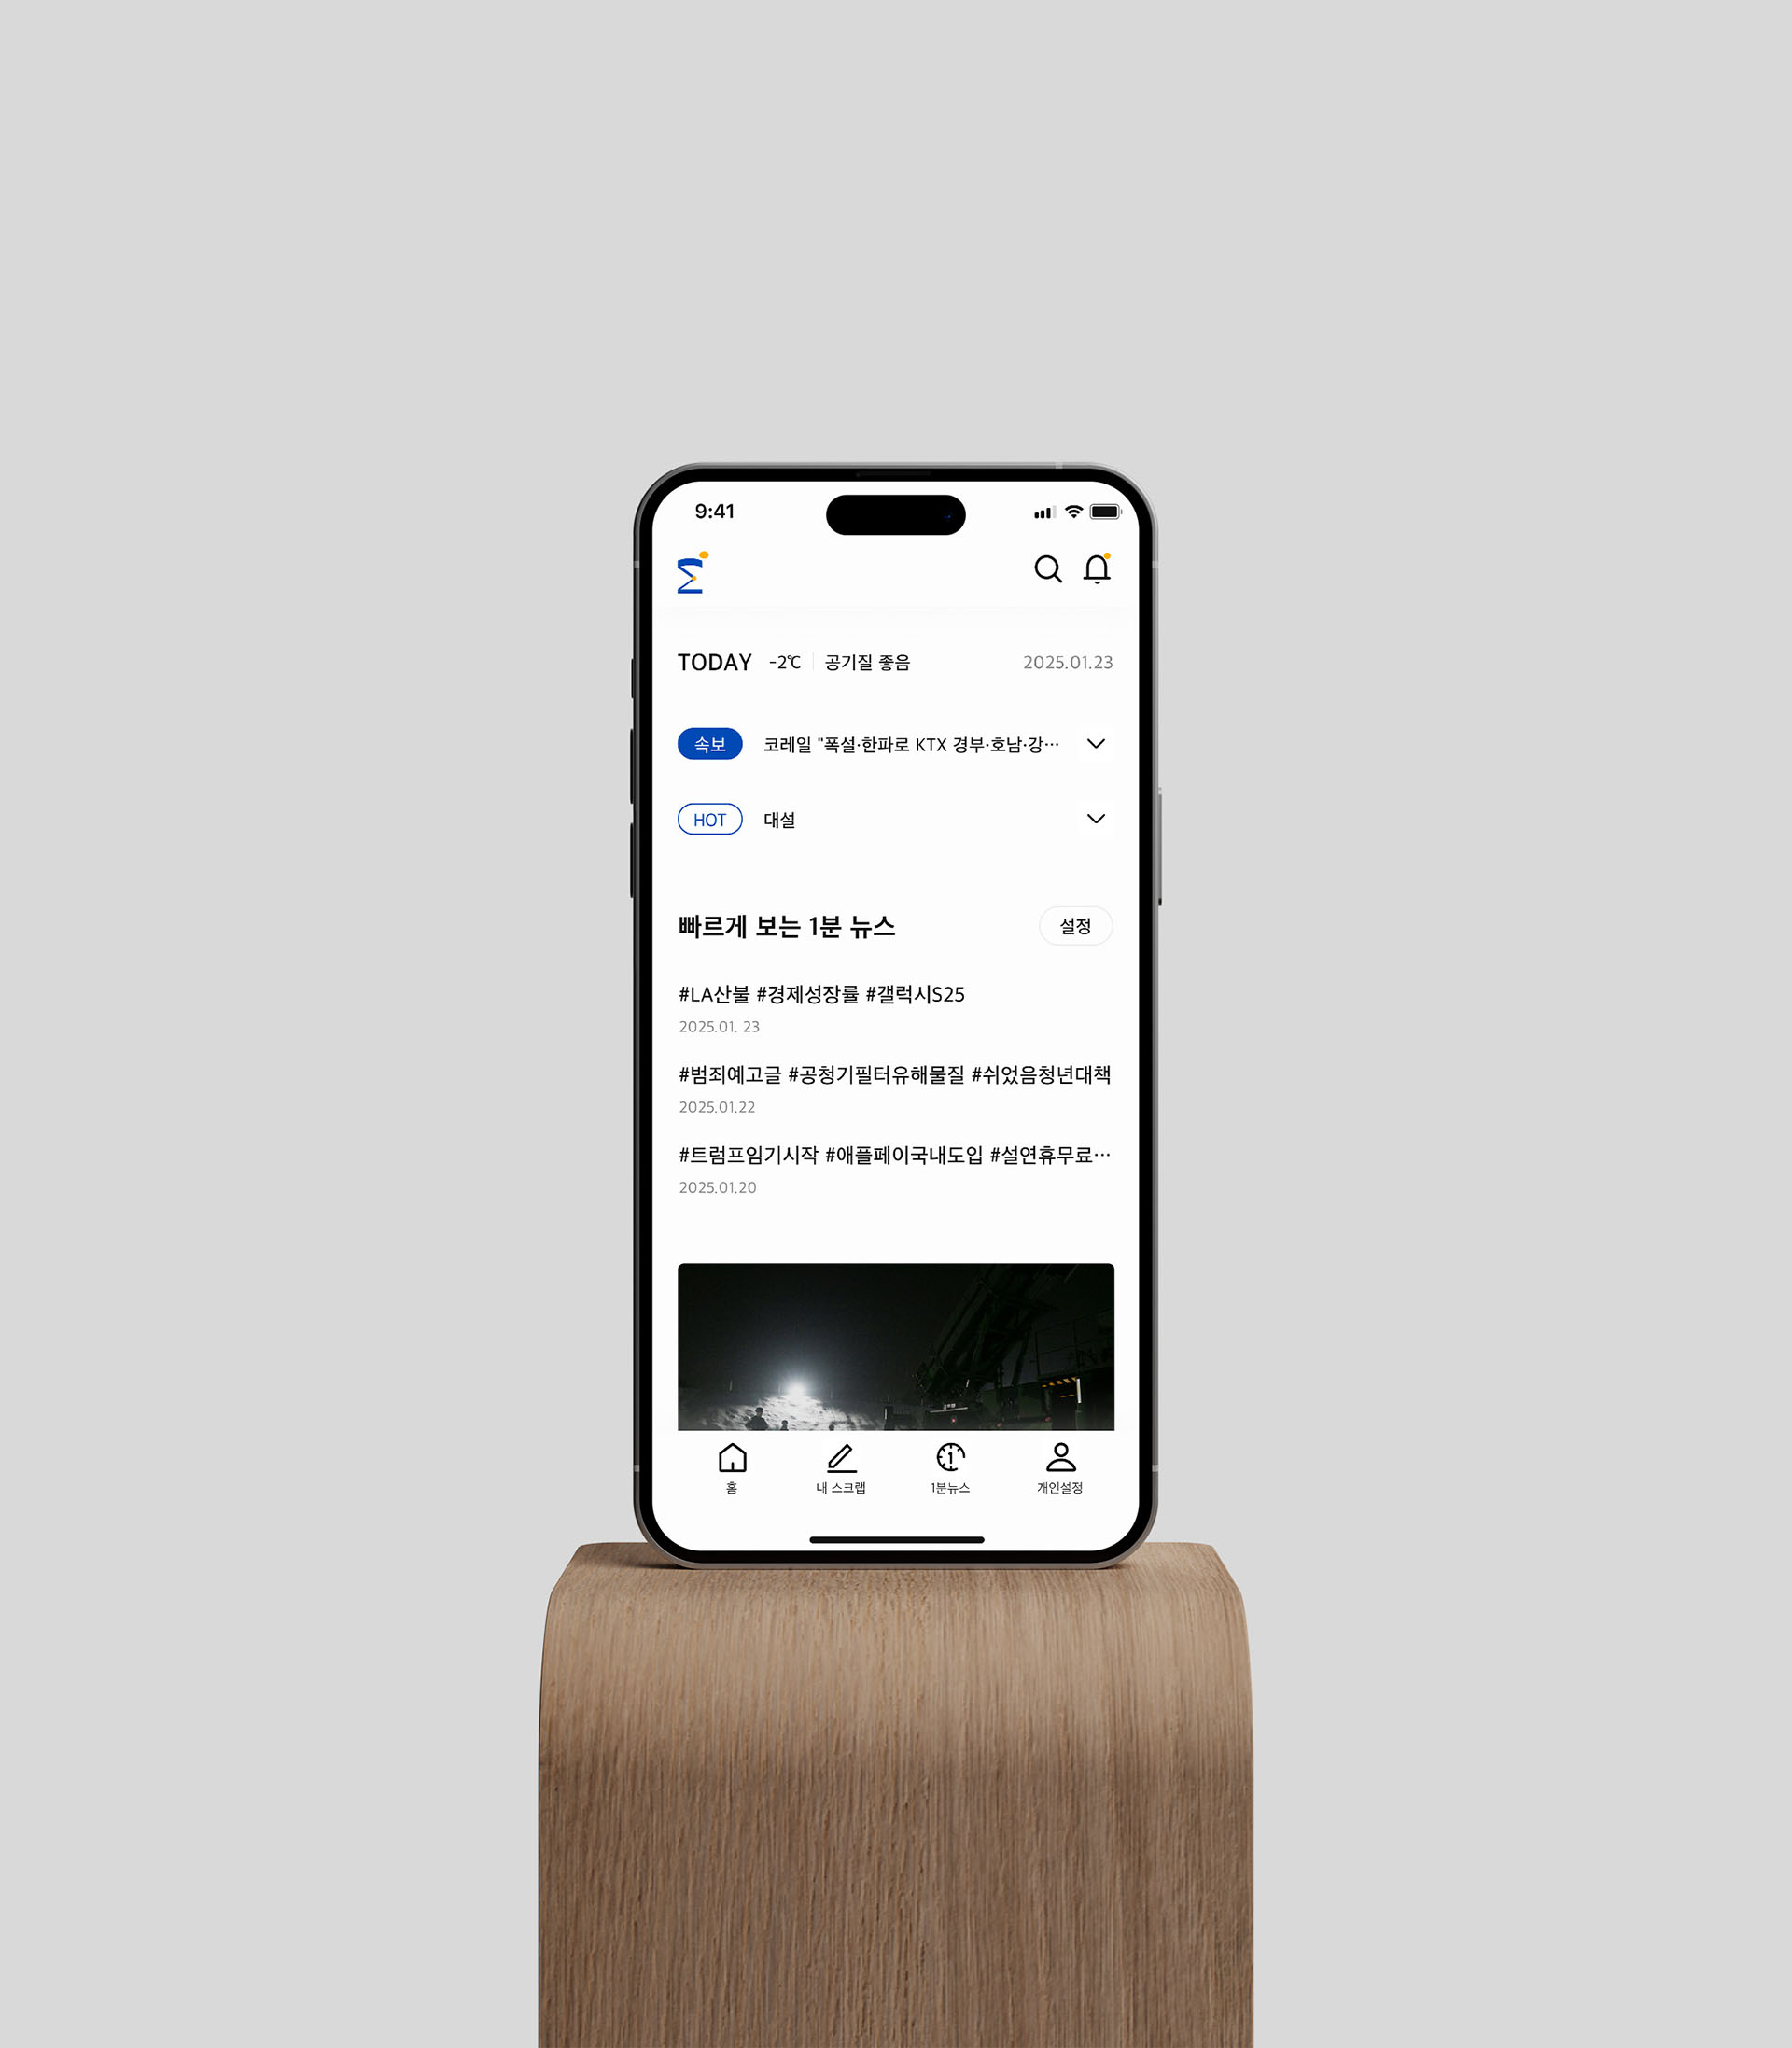 9:41
TODAY -2℃ 공기질 좋음 2025.01.23
속보 코레일 "폭설·한파로 KTX 경부·호남·강···
HOT 대설
빠르게 보는 1분 뉴스 설정
#LA산불 #경제성장률 #갤럭시S25
2025.01. 23
#범죄예고글 #공청기필터유해물질 #쉬었음청년대책
2025.01.22
#트럼프임기시작 #애플페이국내도입 #설연휴무료···
2025.01.20
홈 내 스크랩 1분뉴스 개인설정